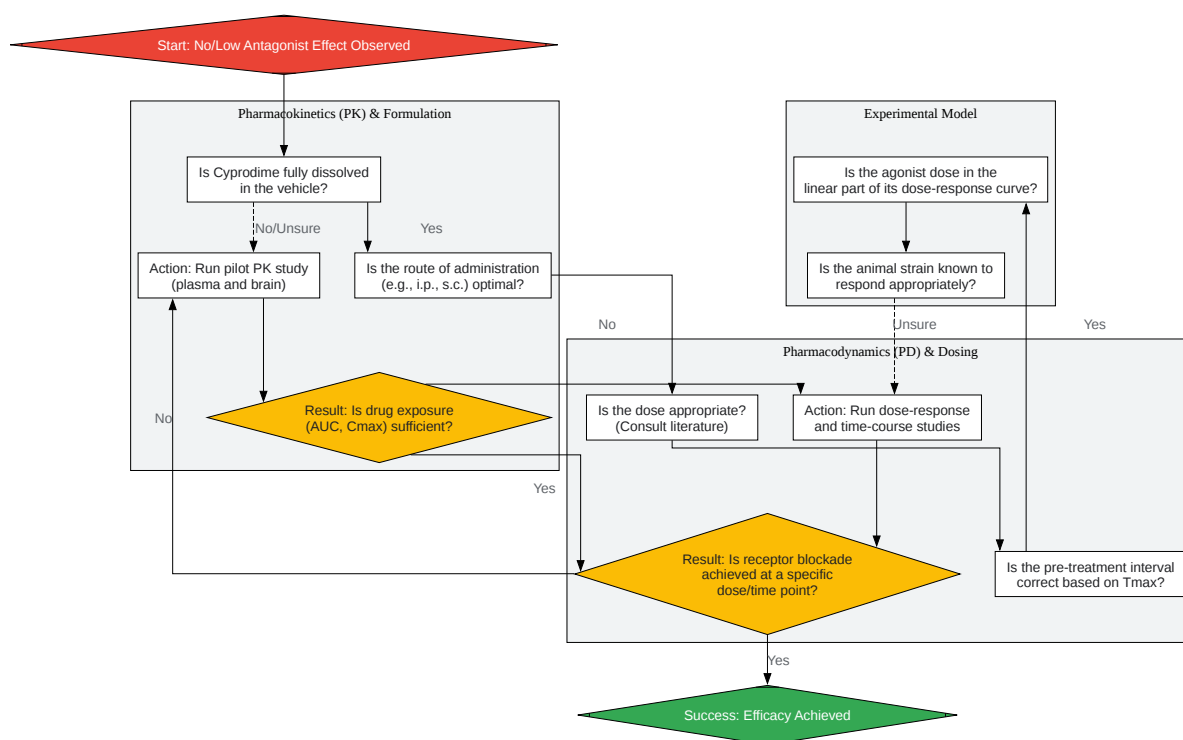 Start: No/Low Antagonist Effect Observed
Pharmacokinetics (PK) & Formulation
Experimental Model
Is Cyprodime fully dissolved
in the vehicle?
Is the agonist dose in the
linear part of its dose-response curve?
No/Unsure
Yes
Action: Run pilot PK study
(plasma and brain)
Is the route of administration
(e.g., i.p., s.c.) optimal?
Is the animal strain known to
respond appropriately?
No
Unsure
Yes
Pharmacodynamics (PD) & Dosing
No
Result: Is drug exposure
(AUC, Cmax) sufficient?
Is the dose appropriate?
(Consult literature)
Action: Run dose-response
and time-course studies
Yes
Result: Is receptor blockade
achieved at a specific
dose/time point?
Is the pre-treatment interval
correct based on Tmax?
Yes
Success: Efficacy Achieved